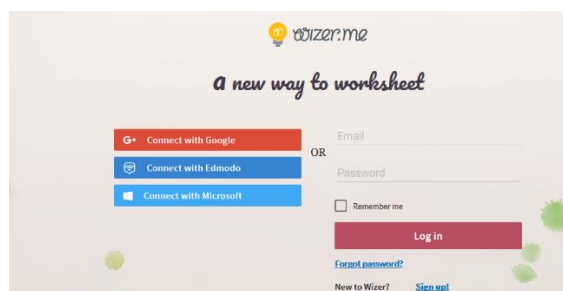 wizer.me
a new way to worksheet
G+ Connect with Google
Connect with Edmodo
Connect with Microsoft
OR
Email
Password
Remember me
Log in
Forgot password?
New to Wizer? Sign up!